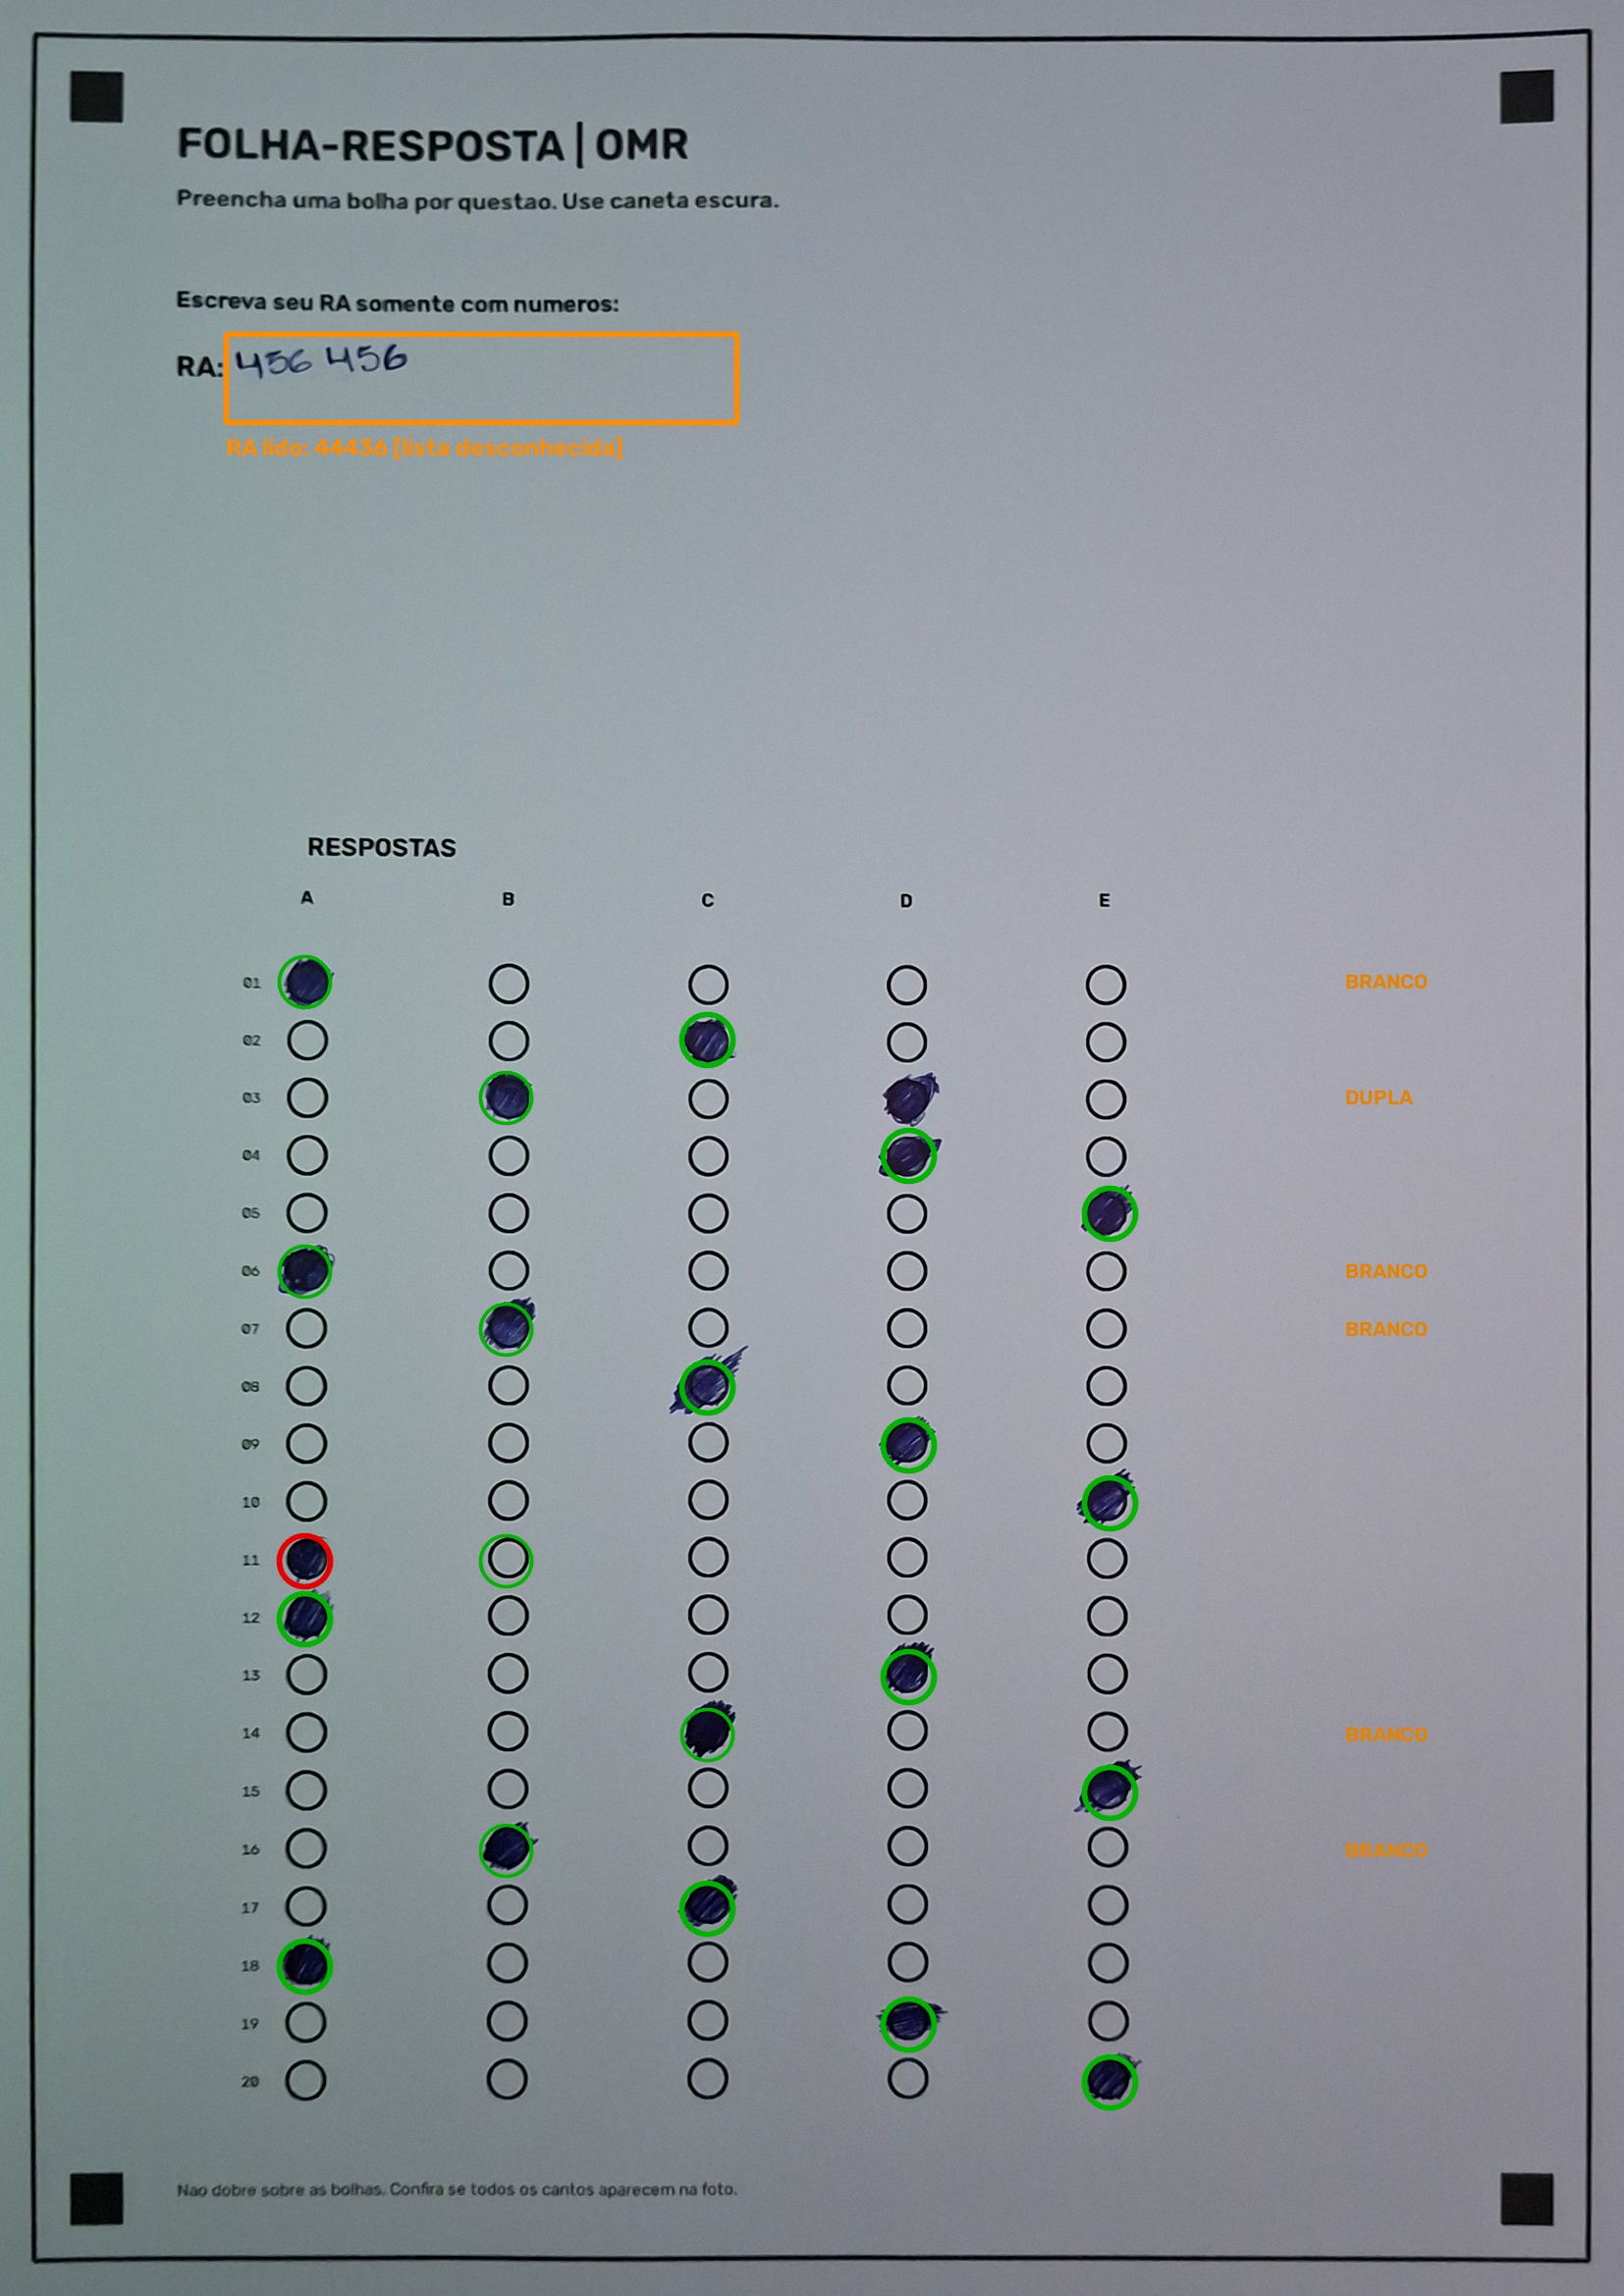 FOLHA-RESPOSTA | OMR
Preencha uma bolha por questao. Use caneta escura.
Escreva seu RA somente com numeros:
RA: 456 456
RA lido: 44436 [lista desconhecida]
RESPOSTAS
A B C D E
01 BRANCO
02
03 DUPLA
04
05
06 BRANCO
07 BRANCO
08
09
10
11
12
13
14 BRANCO
15
16 BRANCO
17
18
19
20
Nao dobre sobre as bolhas. Confira se todos os cantos aparecem na foto.